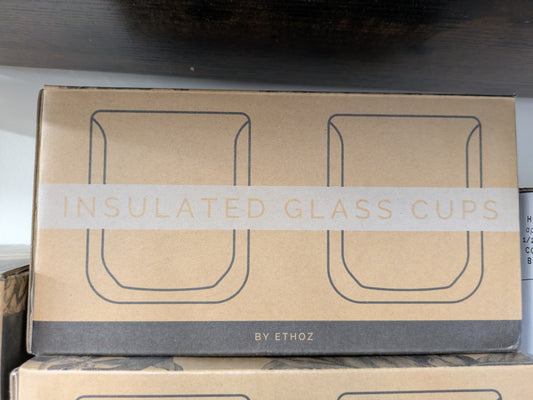 INSULATED GLASS CUPS
BY ETHOZ